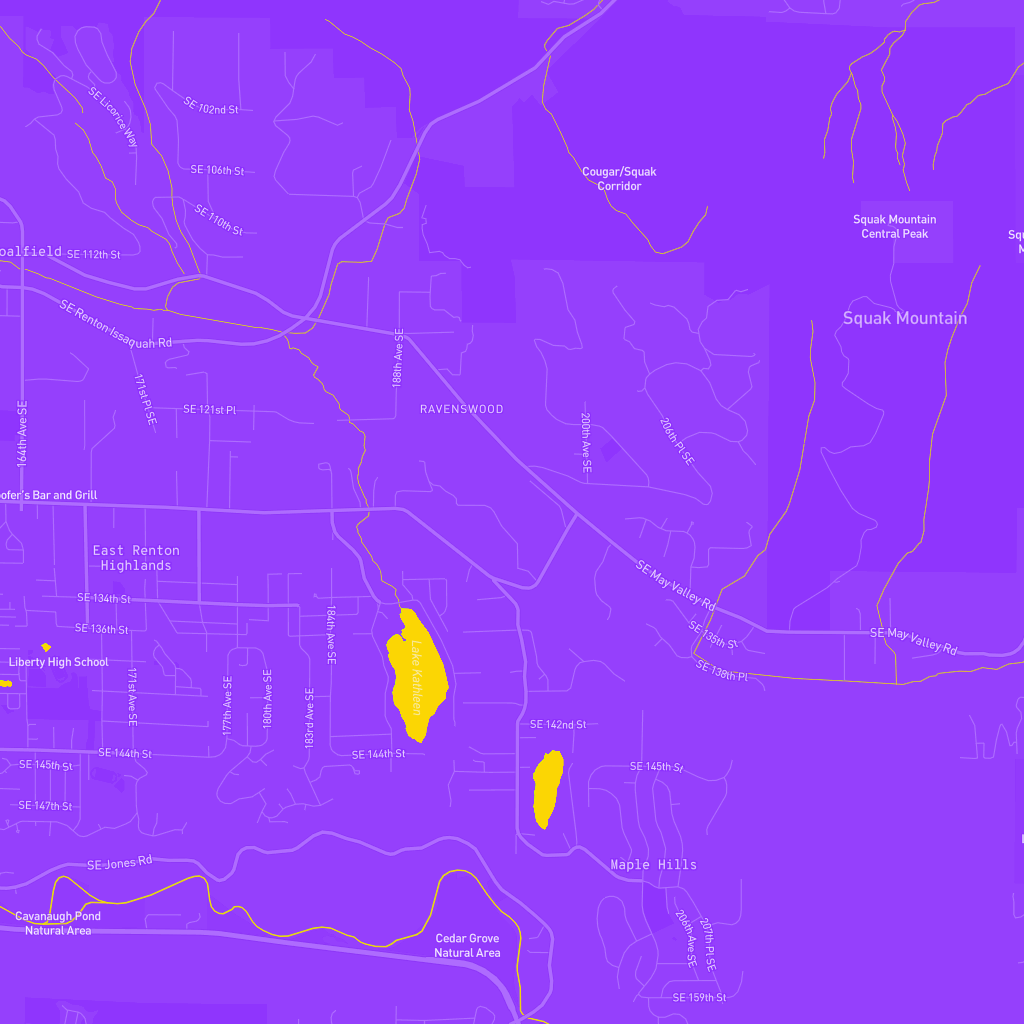 SE Licorice Way
SE 102nd St
SE 106th St
Cougar/Squak
Corridor
SE 110th St
Squak Mountain
Central Peak
oalfield
SE 112th St
Squak Mountain
SE Renton Issaquah Rd
188th Ave SE
171st Pl SE
SE 121st Pl
RAVENSWOOD
164th Ave SE
200th Ave SE
206th Pl SE
oofer's Bar and Grill
East Renton
Highlands
SE May Valley Rd
SE 134th St
SE 136th St
184th Ave SE
SE 135th St
SE May Valley Rd
Liberty High School
SE 138th Pl
Lake Kathleen
171st Ave SE
177th Ave SE
180th Ave SE
183rd Ave SE
SE 142nd St
SE 144th St
SE 144th St
SE 145th St
SE 145th St
SE 147th St
SE Jones Rd
Maple Hills
Cavanaugh Pond
Natural Area
Cedar Grove
Natural Area
206th Ave SE
207th Pl SE
SE 159th St